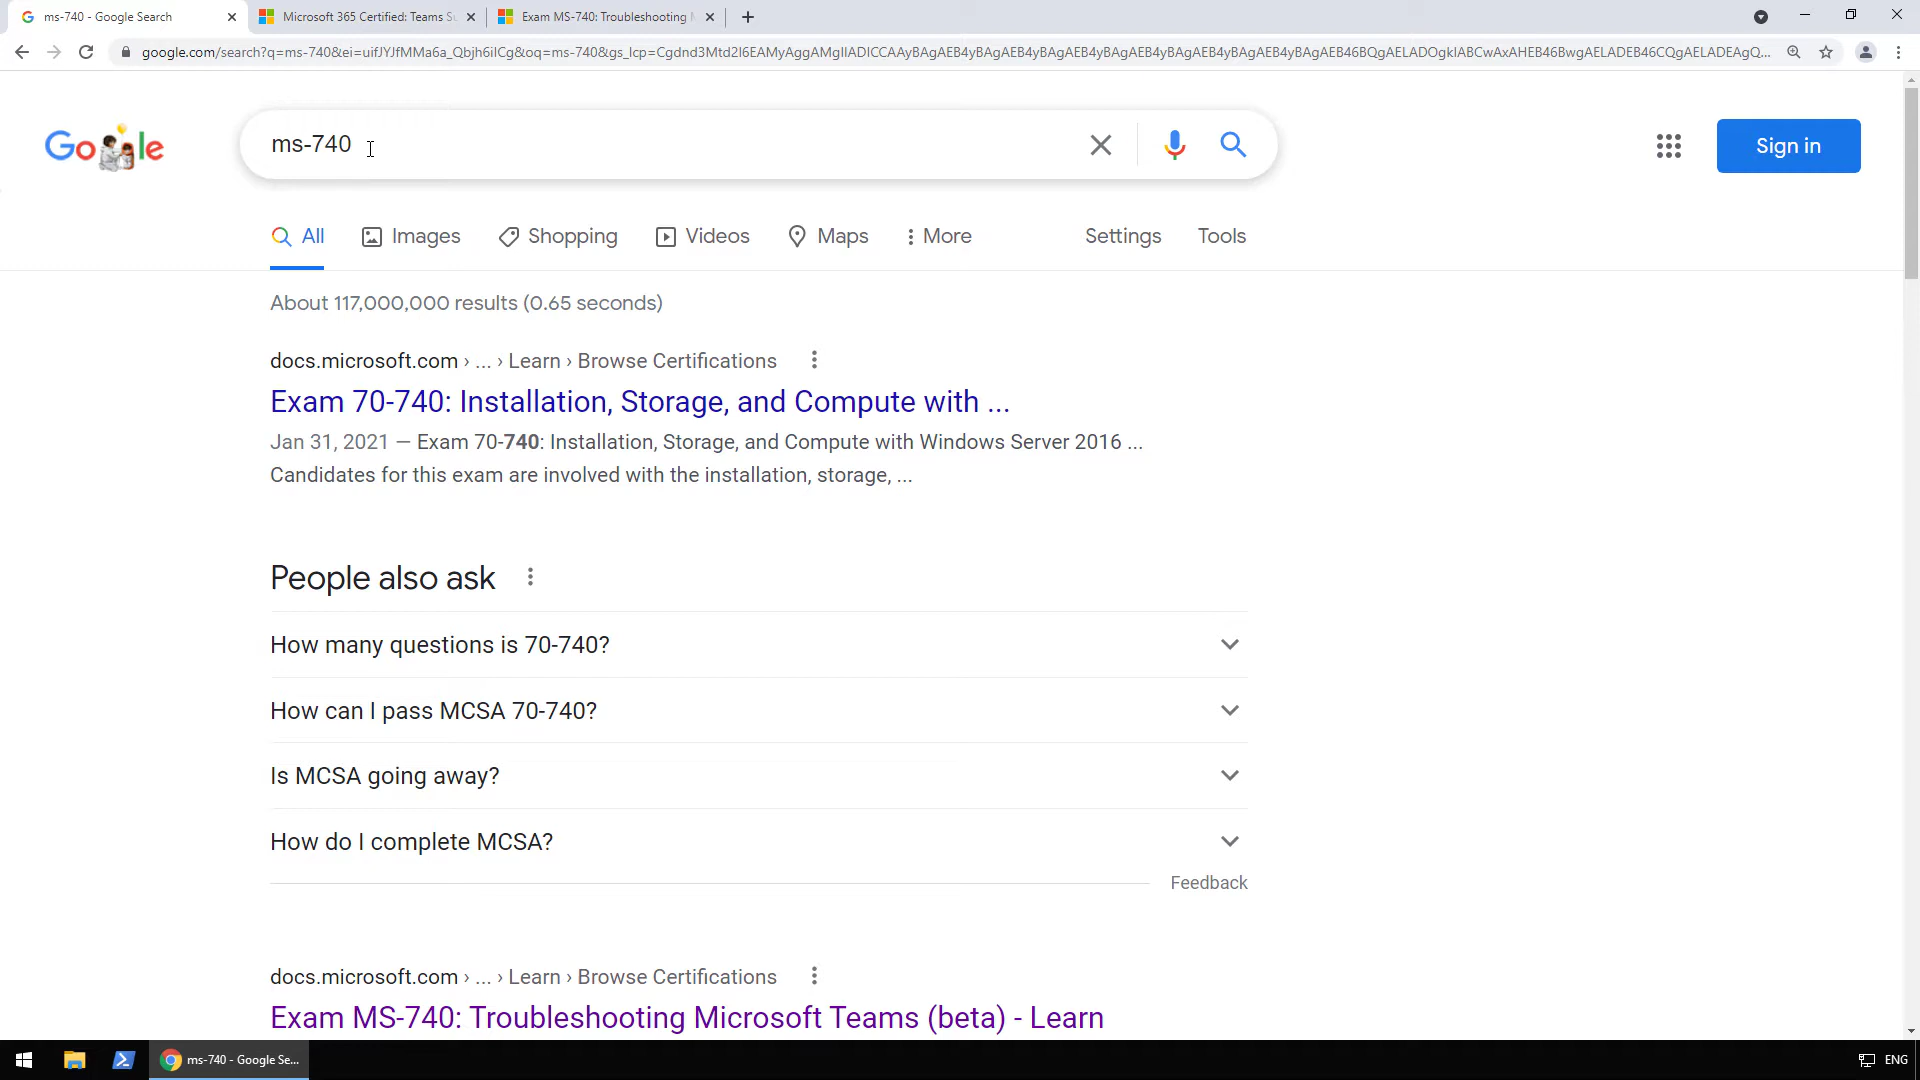 ms-740 - Google Search
Microsoft 365 Certified: Teams Su
Exam MS-740: Troubleshooting M
google.com/search?q=ms-740&ei=uifJYJfMMa6a_Qbjh6iICg&oq=ms-740&gs_lcp=Cgdnd3Mtd2l6EAMyAggAMgIIADICCAAyBAgAEB4yBAgAEB4yBAgAEB4yBAgAEB4yBAgAEB4yBAgAEB4yBAgAEB46BQgAELADOgkIABCwAxAHEB46BwgAELADEB46CQgAELADEAgQ...
Google
ms-740
Sign in
All Images Shopping Videos Maps More Settings Tools
About 117,000,000 results (0.65 seconds)
docs.microsoft.com › ... › Learn › Browse Certifications
Exam 70-740: Installation, Storage, and Compute with ...
Jan 31, 2021 — Exam 70-740: Installation, Storage, and Compute with Windows Server 2016 ...
Candidates for this exam are involved with the installation, storage, ...
People also ask
How many questions is 70-740?
How can I pass MCSA 70-740?
Is MCSA going away?
How do I complete MCSA?
Feedback
docs.microsoft.com › ... › Learn › Browse Certifications
Exam MS-740: Troubleshooting Microsoft Teams (beta) - Learn
ms-740 - Google Se...
ENG